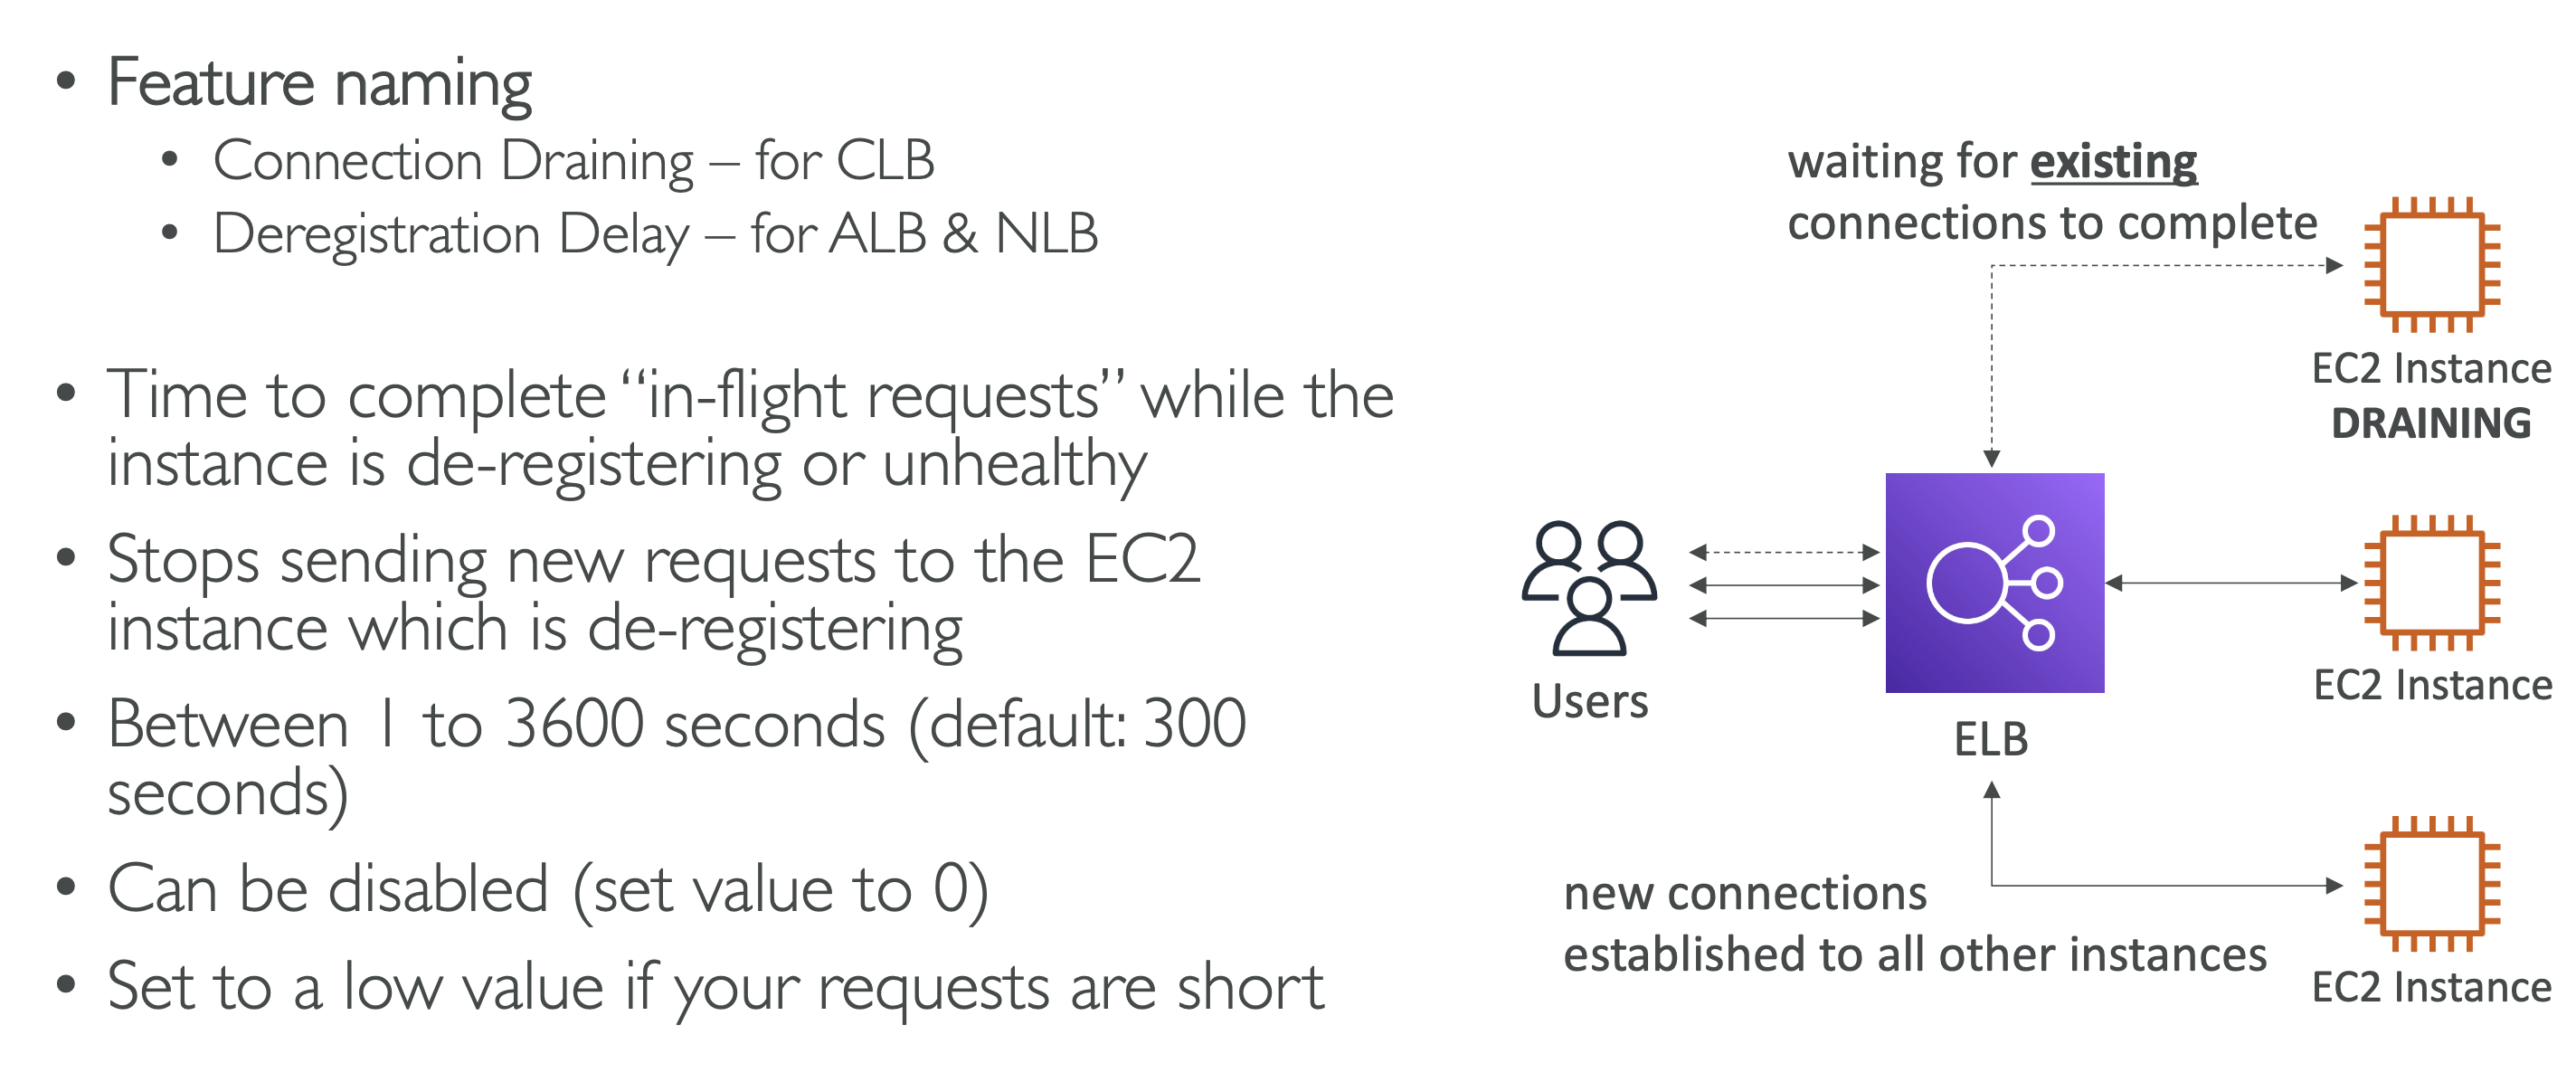 • Feature naming
• Connection Draining – for CLB
• Deregistration Delay – for ALB & NLB
• Time to complete “in-flight requests” while the
instance is de-registering or unhealthy
• Stops sending new requests to the EC2
instance which is de-registering
• Between 1 to 3600 seconds (default: 300
seconds)
• Can be disabled (set value to 0)
• Set to a low value if your requests are short
waiting for existing
connections to complete
EC2 Instance
DRAINING
Users
ELB
EC2 Instance
new connections
established to all other instances
EC2 Instance